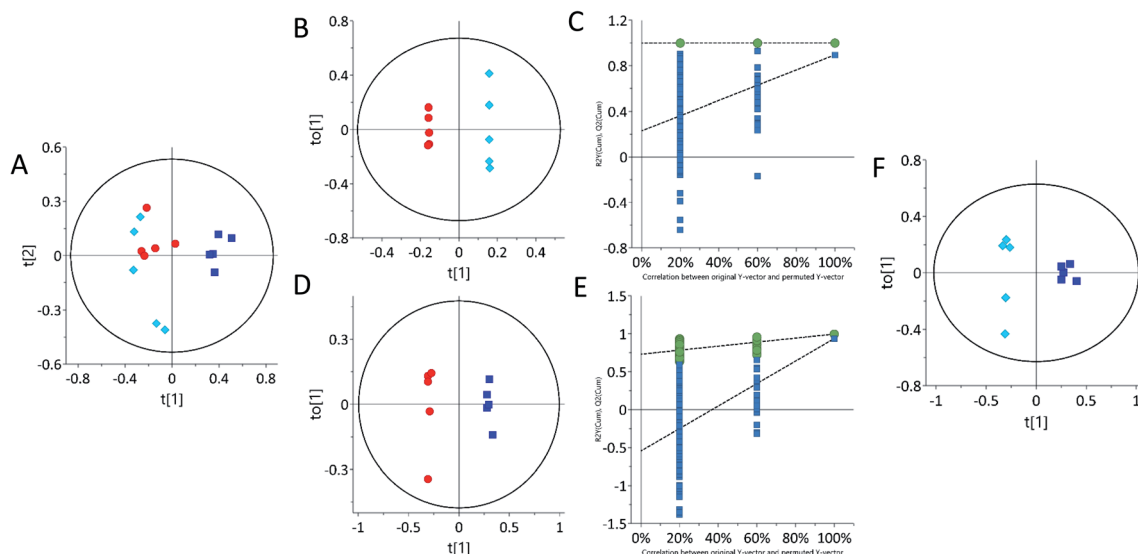 A
0.6
0.3
0
-0.3
-0.6
t[2]
-0.8 -0.4 0 0.4 0.8
t[1]
B
0.8
0.4
0
-0.4
-0.8
to[1]
-0.4 -0.2 0 0.2 0.4
t[1]
C
1.2
0.8
0.4
0
-0.4
-0.8
R2Y(Cum), Q2(Cum)
0% 20% 40% 60% 80% 100%
Correlation between original Y-vector and permuted Y-vector
D
0.3
0
-0.3
to[1]
-1 -0.5 0 0.5 1
t[1]
E
1.5
1
0.5
0
-0.5
-1
-1.5
R2Y(Cum), Q2(Cum)
0% 20% 40% 60% 80% 100%
Correlation between original Y-vector and permuted Y-vector
F
0.8
0.4
0
-0.4
-0.8
to[1]
-1 -0.5 0 0.5 1
t[1]